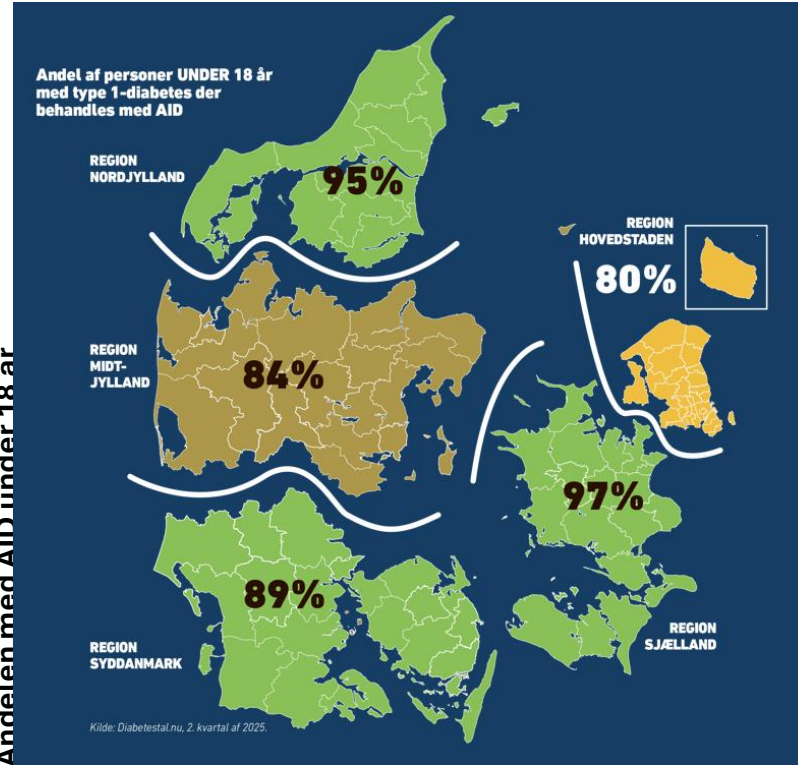 Andel af personer UNDER 18 år
med type 1-diabetes der
behandles med AID
REGION
NORDJYLLAND
95%
REGION
HOVEDSTADEN
80%
REGION
MIDT-
JYLLAND
84%
97%
89%
REGION
SYDDANMARK
REGION
SJÆLLAND
Kilde: Diabetestal.nu, 2. kvartal af 2025.
Andelen med AID under 18 år